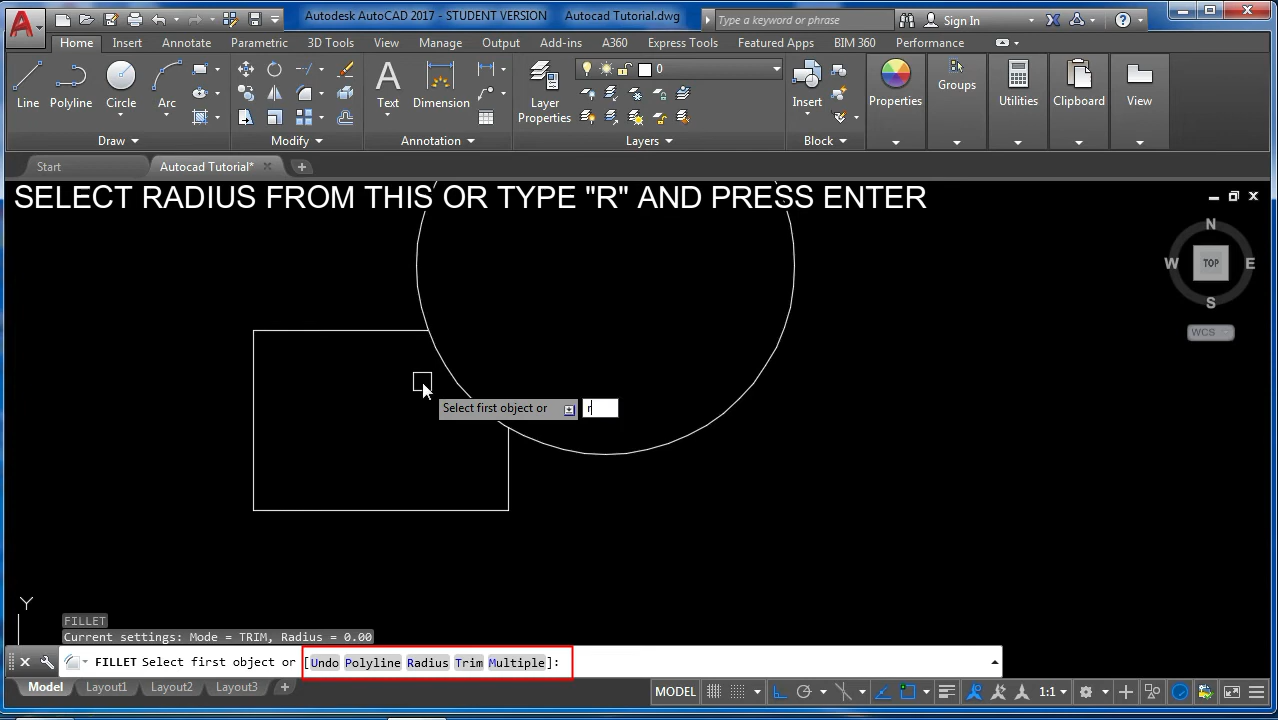 Autodesk AutoCAD 2017 - STUDENT VERSION Autocad Tutorial.dwg Type a keyword or phrase Sign In
Home Insert Annotate Parametric 3D Tools View Manage Output Add-ins A360 Express Tools Featured Apps BIM 360 Performance
0
Line Polyline Circle Arc Text Dimension Layer Properties Insert Properties Groups Utilities Clipboard View
Draw Modify Annotation Layers Block
Start Autocad Tutorial*
SELECT RADIUS FROM THIS OR TYPE "R" AND PRESS ENTER
N
W TOP E
S
WCS
Select first object or r
Y
FILLET
Current settings: Mode = TRIM, Radius = 0.00
FILLET Select first object or [Undo Polyline Radius Trim Multiple]:
Model Layout1 Layout2 Layout3 MODEL 1:1